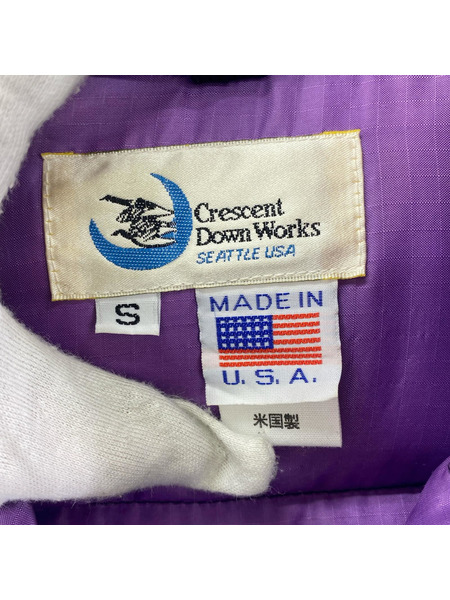 Crescent
Down Works
SEATTLE USA
S
MADE IN
U. S. A.
米国製